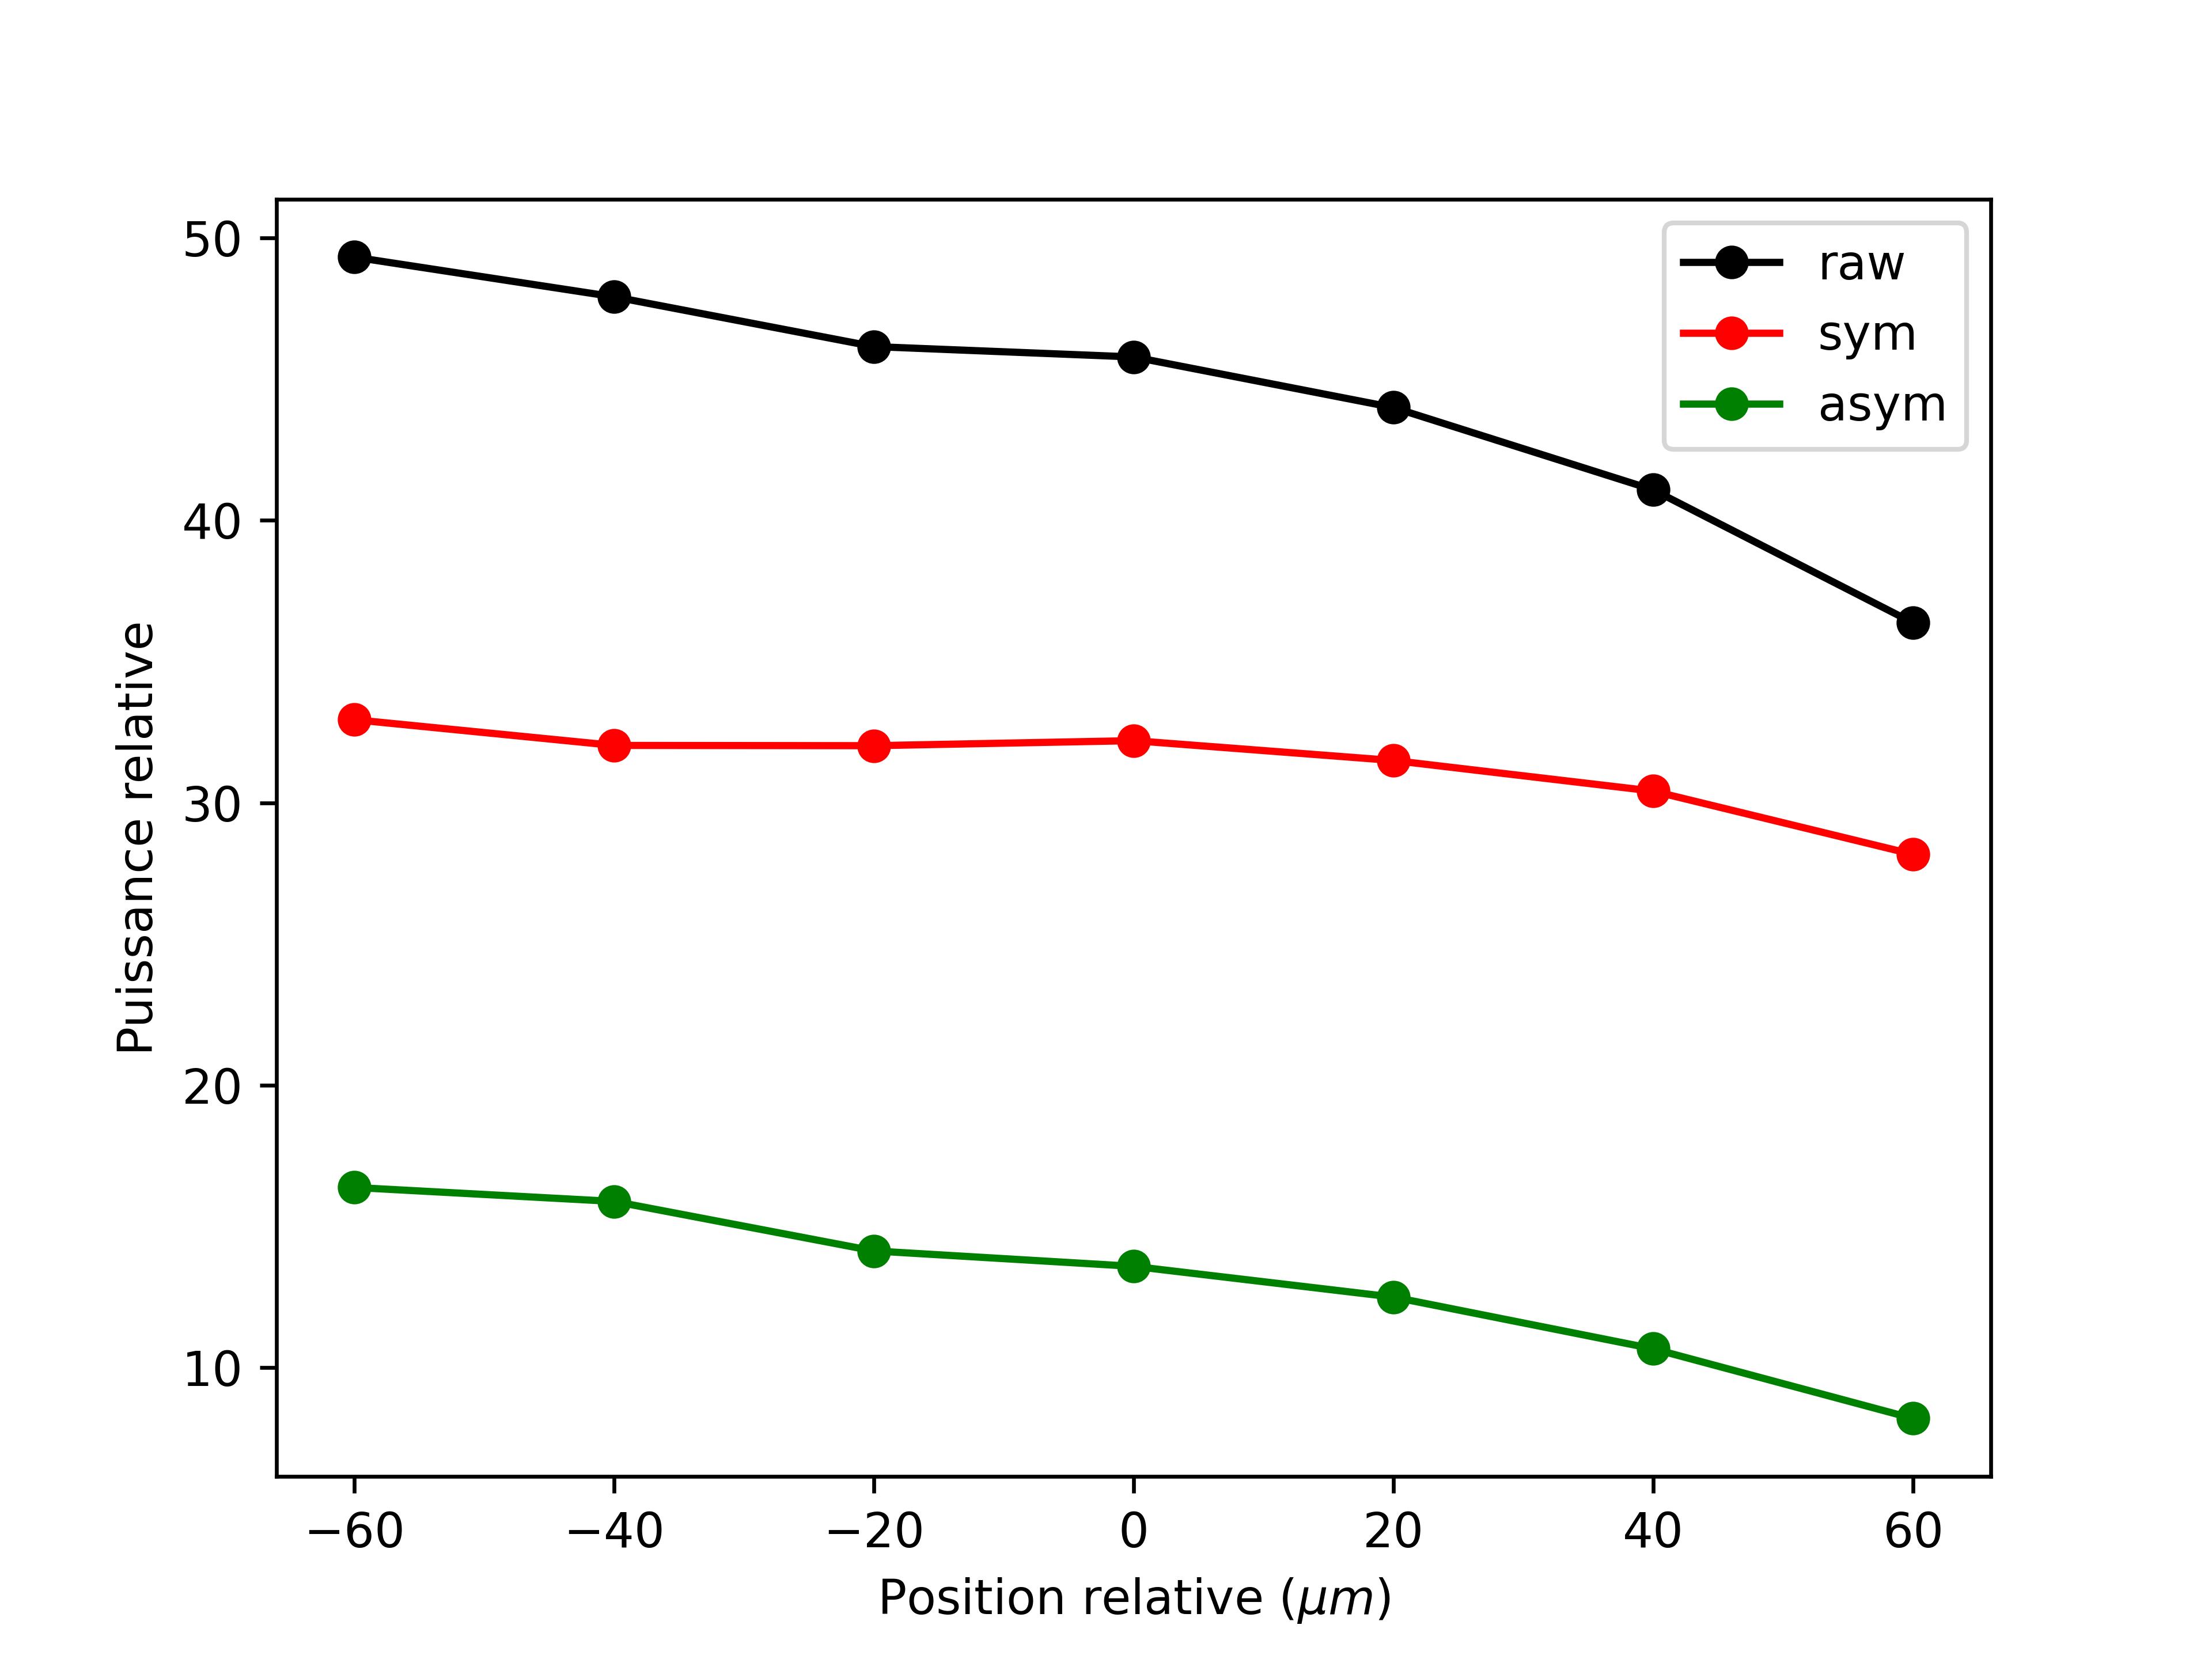 50
40
30
20
10
Puissance relative
raw
sym
asym
−60 −40 −20 0 20 40 60
Position relative (μm)